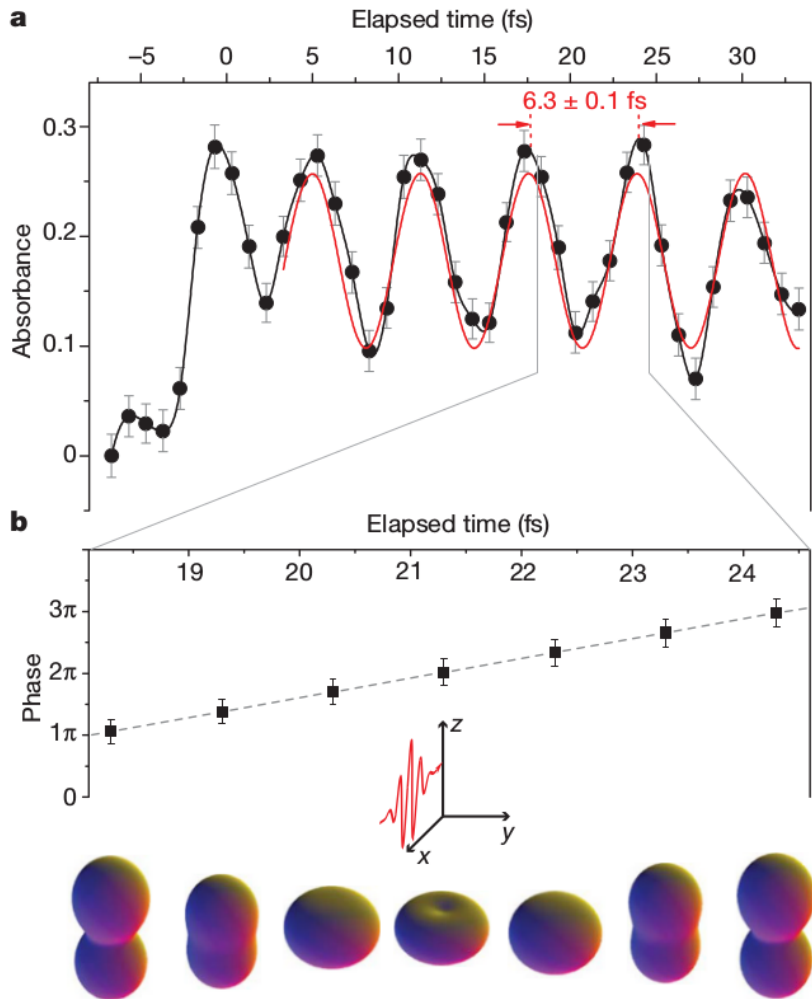 a
Elapsed time (fs)
−5 0 5 10 15 20 25 30
6.3 ± 0.1 fs
0.3
0.2
0.1
0
Absorbance
b
Elapsed time (fs)
19 20 21 22 23 24
3π
2π
1π
0
Phase
z
y
x